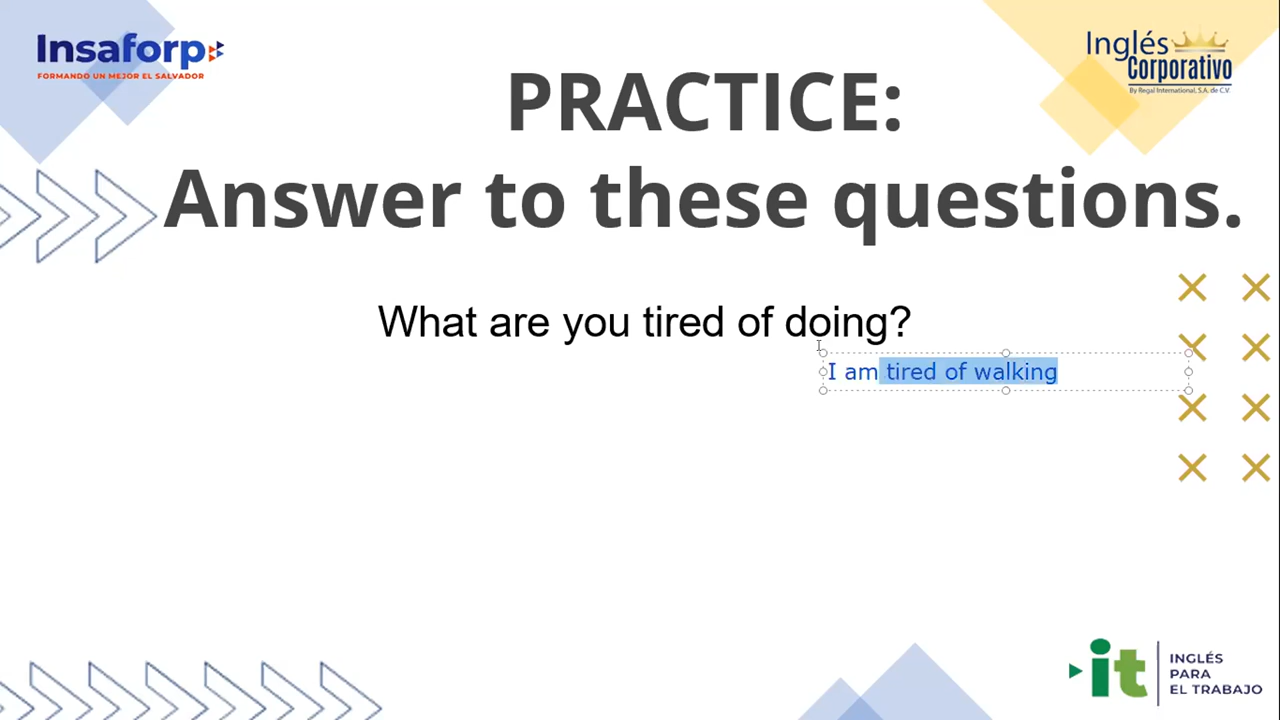 Insaforp
FORMANDO UN MEJOR EL SALVADOR
Inglés
Corporativo
By Regal International, S.A. de C.V.
PRACTICE:
Answer to these questions.
What are you tired of doing?
I am tired of walking
it
INGLÉS
PARA
EL TRABAJO